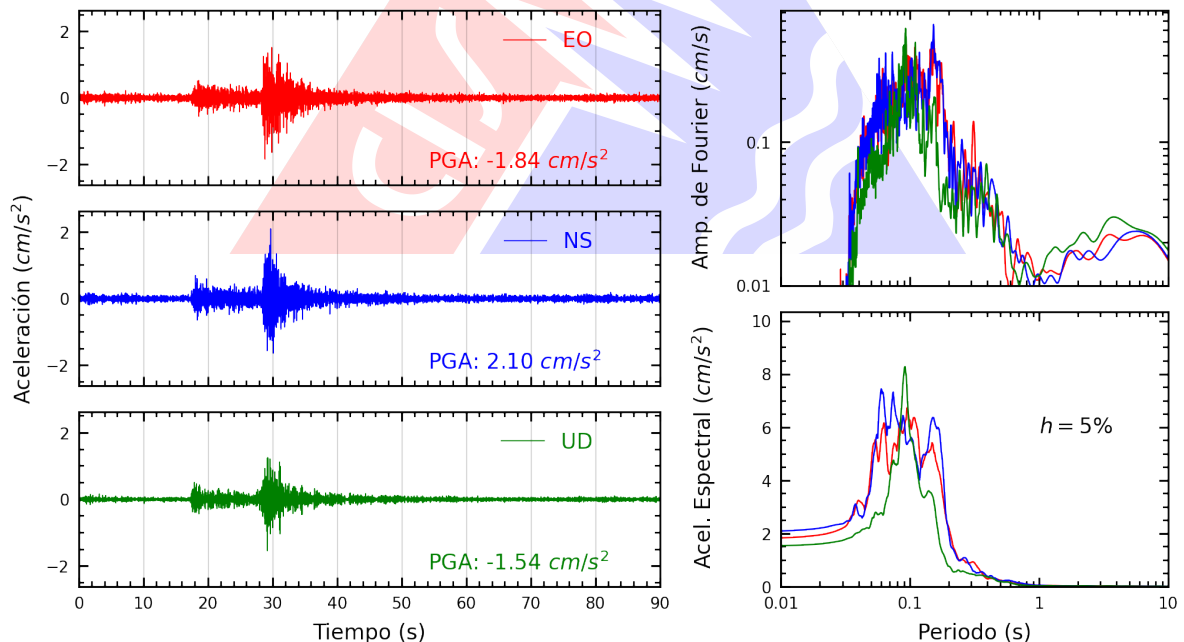 Aceleración (cm/s²)
2
0
−2
EO
PGA: -1.84 cm/s²
2
0
−2
NS
PGA: 2.10 cm/s²
2
0
−2
UD
PGA: -1.54 cm/s²
0 10 20 30 40 50 60 70 80 90
Tiempo (s)
Amp. de Fourier (cm/s)
0.1
0.01
Acel. Espectral (cm/s²)
10
8
6
4
2
0
h = 5%
0.01 0.1 1 10
Periodo (s)